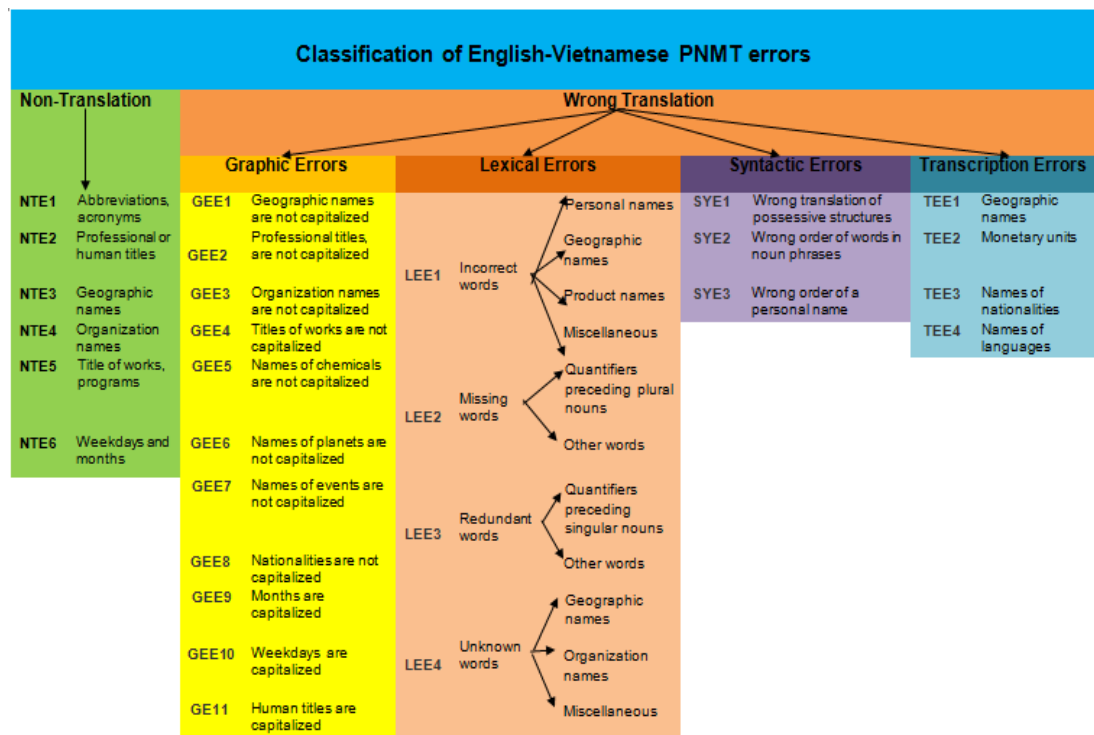 Classification of English-Vietnamese PNMT errors
Non-Translation
Wrong Translation
Graphic Errors
Lexical Errors
Syntactic Errors
Transcription Errors
NTE1 Abbreviations,
acronyms
NTE2 Professional or
human titles
NTE3 Geographic
names
NTE4 Organization
names
NTE5 Title of works,
programs
NTE6 Weekdays and
months
GEE1 Geographic names
are not capitalized
Professional titles,
GEE2 are not capitalized
GEE3 Organization names
are not capitalized
GEE4 Titles of works are not
capitalized
GEE5 Names of chemicals
are not capitalized
GEE6 Names of planets are
not capitalized
GEE7 Names of events are
not capitalized
GEE8 Nationalities are not
capitalized
GEE9 Months are
capitalized
GEE10 Weekdays are
capitalized
GE11 Human titles are
capitalized
LEE1 Incorrect
words
Personal names
Geographic
names
Product names
Miscellaneous
LEE2 Missing
words
Quantifiers
preceding plural
nouns
Other words
LEE3 Redundant
words
Quantifiers
preceding
singular nouns
Other words
LEE4 Unknown
words
Geographic
names
Organization
names
Miscellaneous
SYE1 Wrong translation of
possessive structures
SYE2 Wrong order of words in
noun phrases
SYE3 Wrong order of a
personal name
TEE1 Geographic
names
TEE2 Monetary units
TEE3 Names of
nationalities
TEE4 Names of
languages